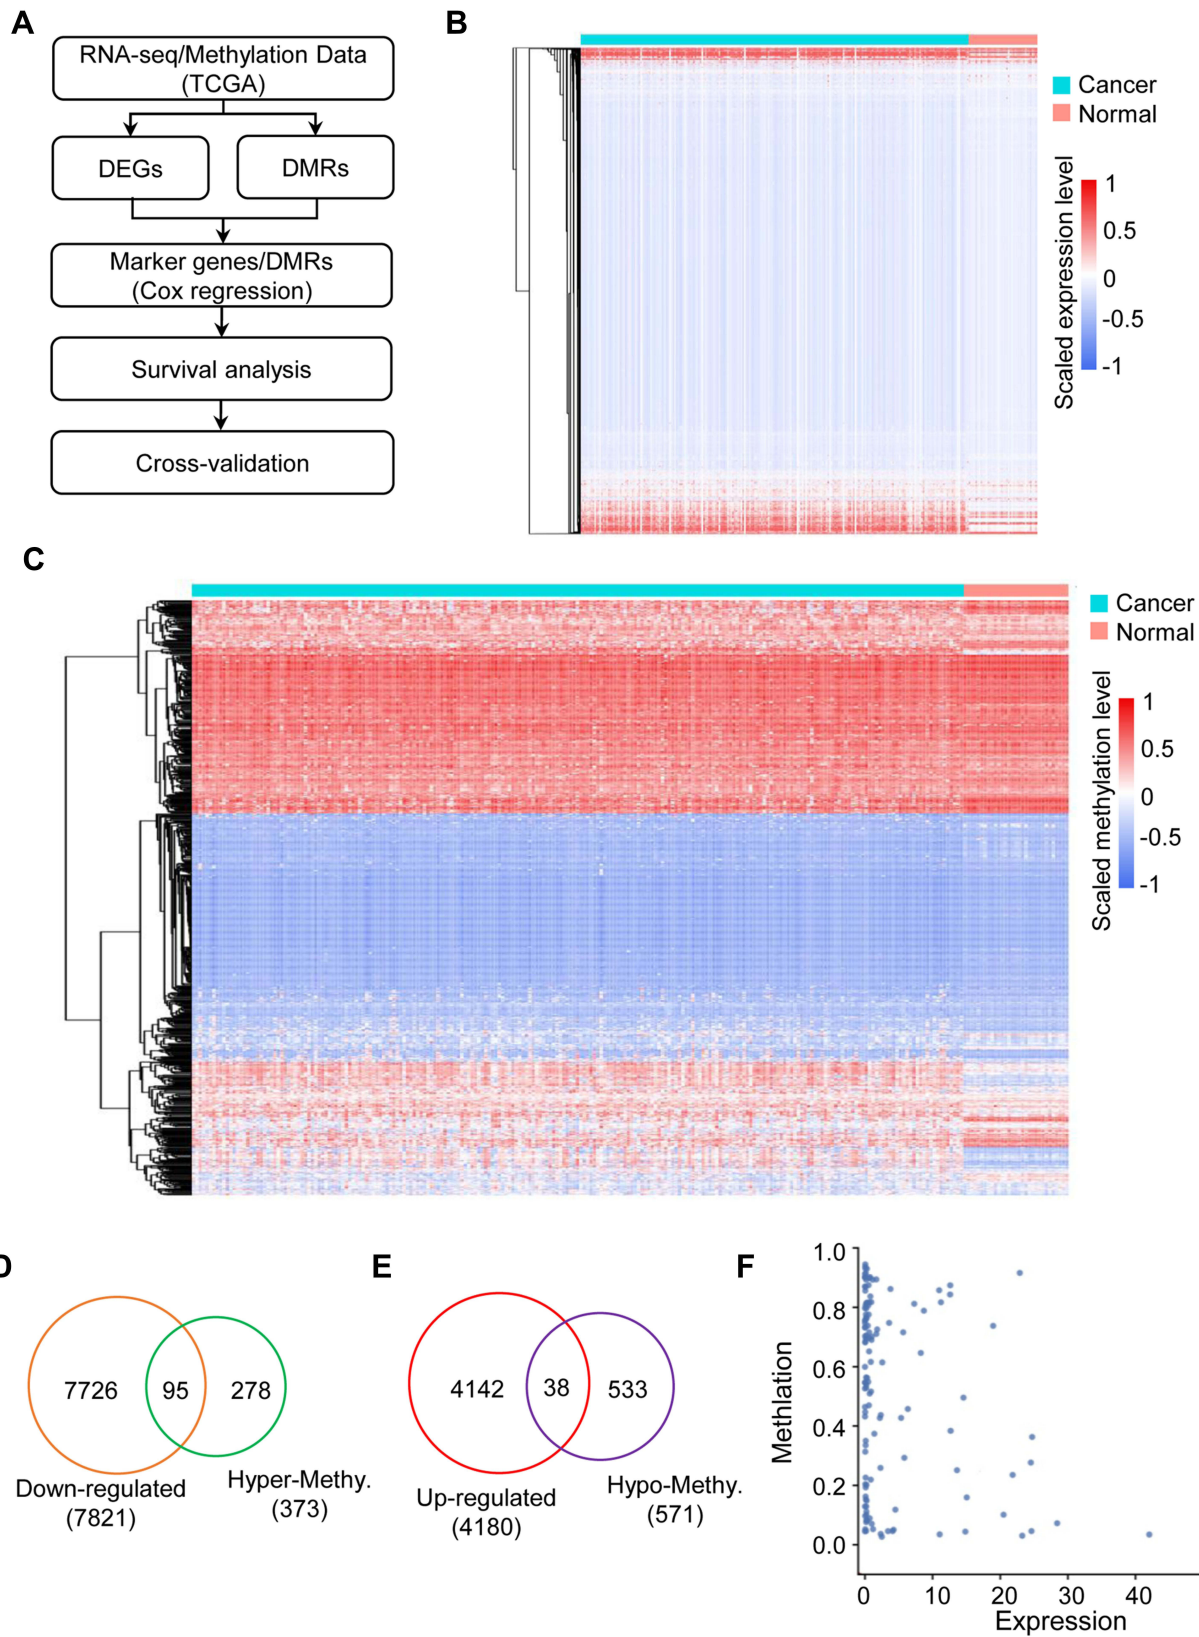 A
RNA-seq/Methylation Data
(TCGA)
DEGs
DMRs
Marker genes/DMRs
(Cox regression)
Survival analysis
Cross-validation
B
Cancer
Normal
Scaled expression level
1
0.5
0
-0.5
-1
C
Cancer
Normal
Scaled methylation level
1
0.5
0
-0.5
-1
D
7726
95
278
Down-regulated
(7821)
Hyper-Methy.
(373)
E
4142
38
533
Up-regulated
(4180)
Hypo-Methy.
(571)
F
Methlation
1.0
0.8
0.6
0.4
0.2
0.0
0
10
20
30
40
Expression